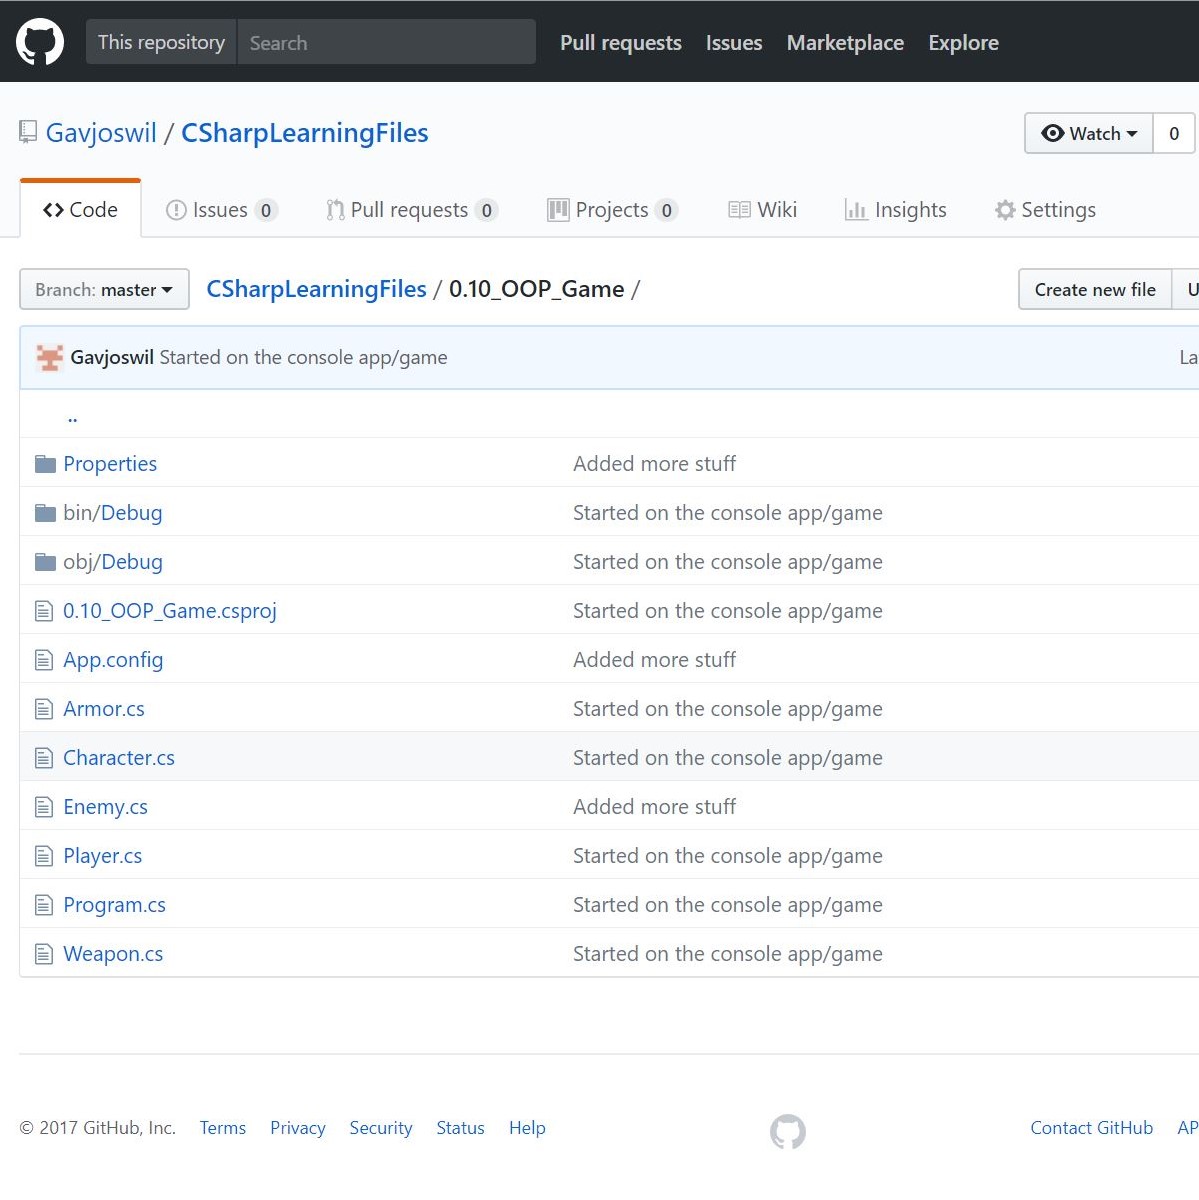 This repository Search Pull requests Issues Marketplace Explore
Gavjoswil / CSharpLearningFiles Watch 0
Code Issues 0 Pull requests 0 Projects 0 Wiki Insights Settings
Branch: master CSharpLearningFiles / 0.10_OOP_Game / Create new file U
Gavjoswil Started on the console app/game La
..
Properties Added more stuff
bin/Debug Started on the console app/game
obj/Debug Started on the console app/game
0.10_OOP_Game.csproj Started on the console app/game
App.config Added more stuff
Armor.cs Started on the console app/game
Character.cs Started on the console app/game
Enemy.cs Added more stuff
Player.cs Started on the console app/game
Program.cs Started on the console app/game
Weapon.cs Started on the console app/game
© 2017 GitHub, Inc. Terms Privacy Security Status Help Contact GitHub AP